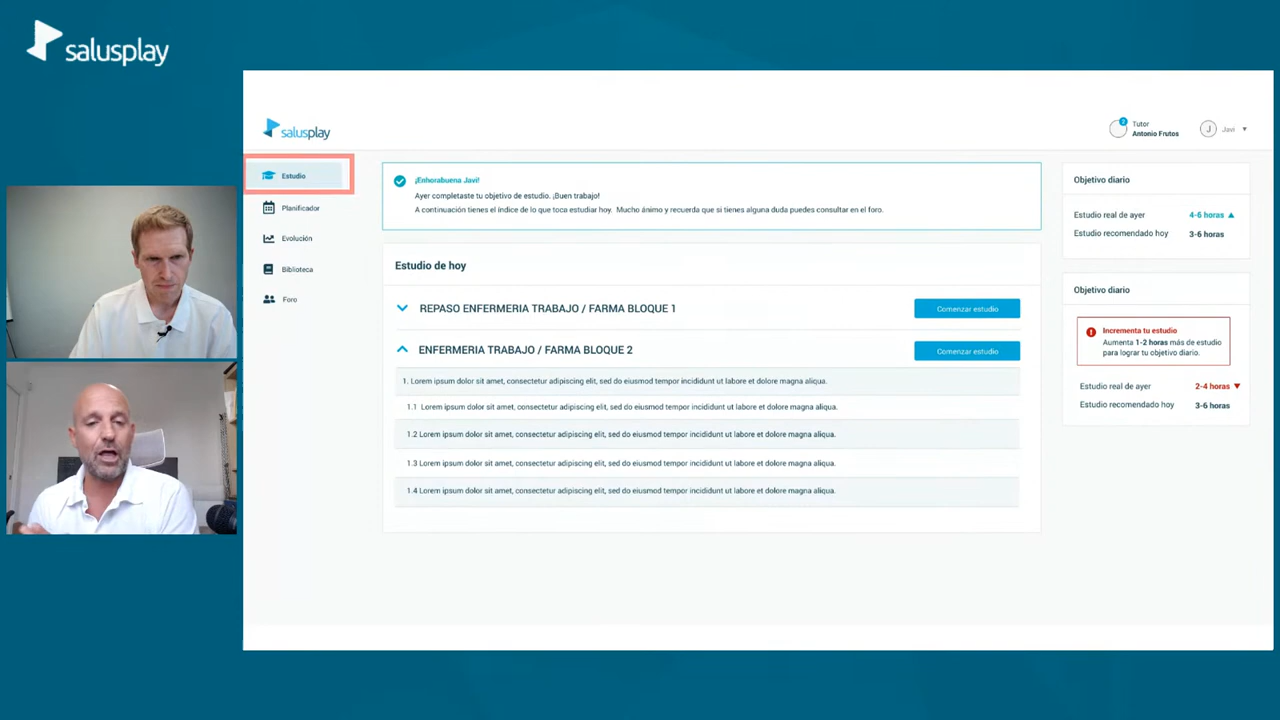 salusplay
salusplay
2
Tutor
Antonio Frutos
J
Javi
Estudio
Planificador
Evolución
Biblioteca
Foro
¡Enhorabuena Javi!
Ayer completaste tu objetivo de estudio. ¡Buen trabajo!
A continuación tienes el índice de lo que toca estudiar hoy. Mucho ánimo y recuerda que si tienes alguna duda puedes consultar en el foro.
Estudio de hoy
REPASO ENFERMERIA TRABAJO / FARMA BLOQUE 1
Comenzar estudio
ENFERMERIA TRABAJO / FARMA BLOQUE 2
Comenzar estudio
1. Lorem ipsum dolor sit amet, consectetur adipiscing elit, sed do eiusmod tempor incididunt ut labore et dolore magna aliqua.
1.1 Lorem ipsum dolor sit amet, consectetur adipiscing elit, sed do eiusmod tempor incididunt ut labore et dolore magna aliqua.
1.2 Lorem ipsum dolor sit amet, consectetur adipiscing elit, sed do eiusmod tempor incididunt ut labore et dolore magna aliqua.
1.3 Lorem ipsum dolor sit amet, consectetur adipiscing elit, sed do eiusmod tempor incididunt ut labore et dolore magna aliqua.
1.4 Lorem ipsum dolor sit amet, consectetur adipiscing elit, sed do eiusmod tempor incididunt ut labore et dolore magna aliqua.
Objetivo diario
Estudio real de ayer 4-6 horas
Estudio recomendado hoy 3-6 horas
Objetivo diario
Incrementa tu estudio
Aumenta 1-2 horas más de estudio
para lograr tu objetivo diario.
Estudio real de ayer 2-4 horas
Estudio recomendado hoy 3-6 horas